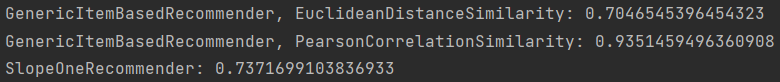 GenericItemBasedRecommender, EuclideanDistanceSimilarity: 0.7046545396454323
GenericItemBasedRecommender, PearsonCorrelationSimilarity: 0.9351459496360908
SlopeOneRecommender: 0.7371699103836933